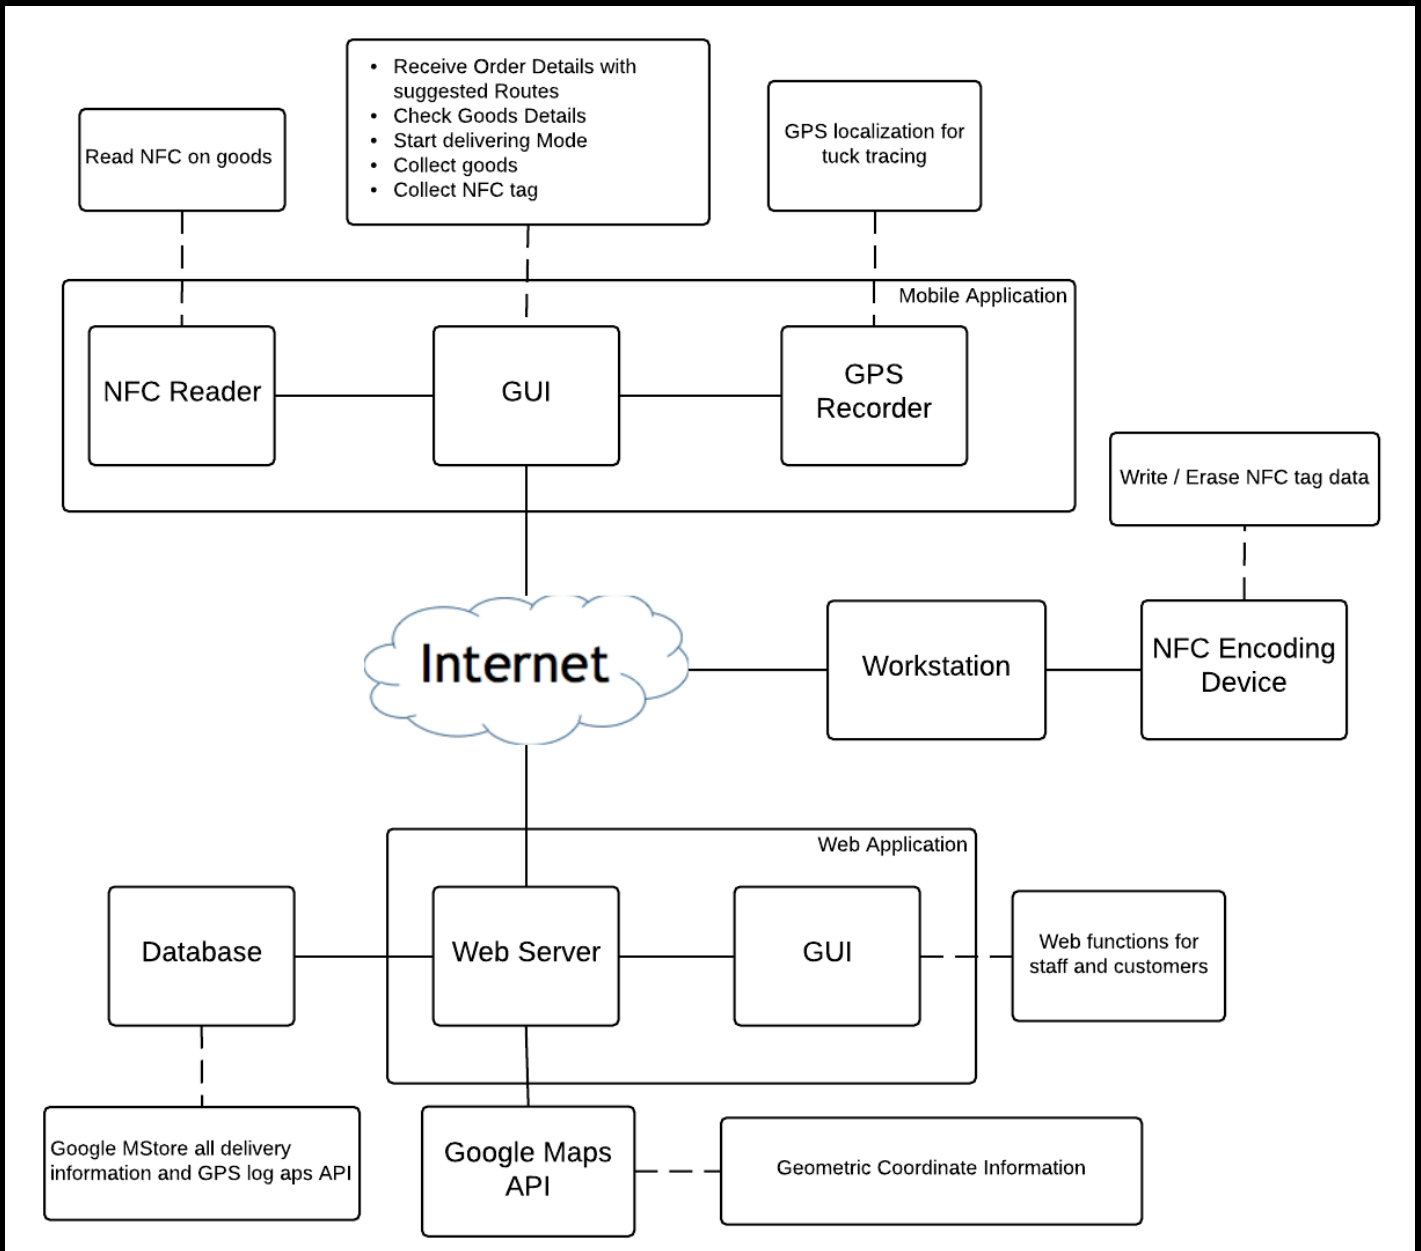 • Receive Order Details with
suggested Routes
• Check Goods Details
• Start delivering Mode
• Collect goods
• Collect NFC tag
Read NFC on goods
GPS localization for
tuck tracing
Mobile Application
NFC Reader
GUI
GPS
Recorder
Write / Erase NFC tag data
Internet
Workstation
NFC Encoding
Device
Web Application
Database
Web Server
GUI
Web functions for
staff and customers
Google MStore all delivery
information and GPS log aps API
Google Maps
API
Geometric Coordinate Information